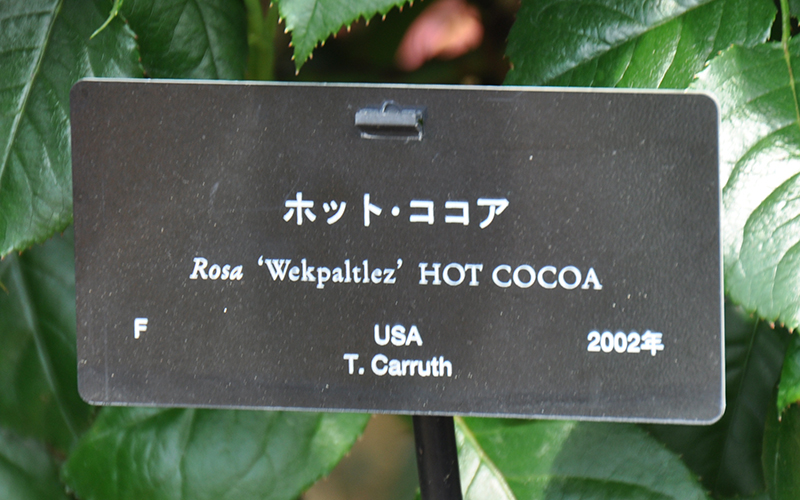 ホット・ココア
Rosa ‘Wekpaltlez’ HOT COCOA
F USA 2002年
T. Carruth